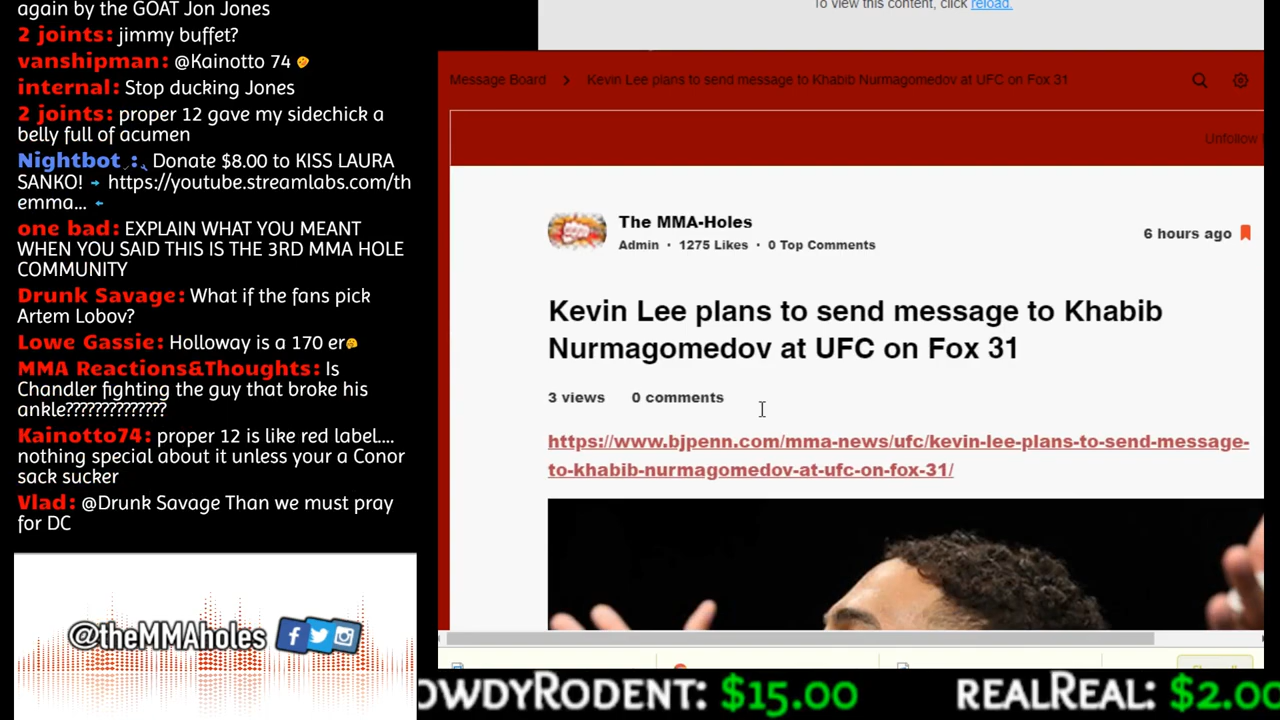 again by the GOAT Jon Jones
2 joints: jimmy buffet?
vanshipman: @Kainotto 74
internal: Stop ducking Jones
2 joints: proper 12 gave my sidechick a
belly full of acumen
Nightbot : Donate $8.00 to KISS LAURA
SANKO! → https://youtube.streamlabs.com/th
emma... ←
one bad: EXPLAIN WHAT YOU MEANT
WHEN YOU SAID THIS IS THE 3RD MMA HOLE
COMMUNITY
Drunk Savage: What if the fans pick
Artem Lobov?
Lowe Gassie: Holloway is a 170 er
MMA Reactions&Thoughts: Is
Chandler fighting the guy that broke his
ankle??????????????
Kainotto74: proper 12 is like red label....
nothing special about it unless your a Conor
sack sucker
Vlad: @Drunk Savage Than we must pray
for DC
@theMMAholes
To view this content, click reload.
Message Board > Kevin Lee plans to send message to Khabib Nurmagomedov at UFC on Fox 31
Unfollow
The MMA-Holes
Admin • 1275 Likes • 0 Top Comments
6 hours ago
Kevin Lee plans to send message to Khabib
Nurmagomedov at UFC on Fox 31
3 views 0 comments
https://www.bjpenn.com/mma-news/ufc/kevin-lee-plans-to-send-message-
to-khabib-nurmagomedov-at-ufc-on-fox-31/
OWDYRODENT: $15.00 REALREAL: $2.00